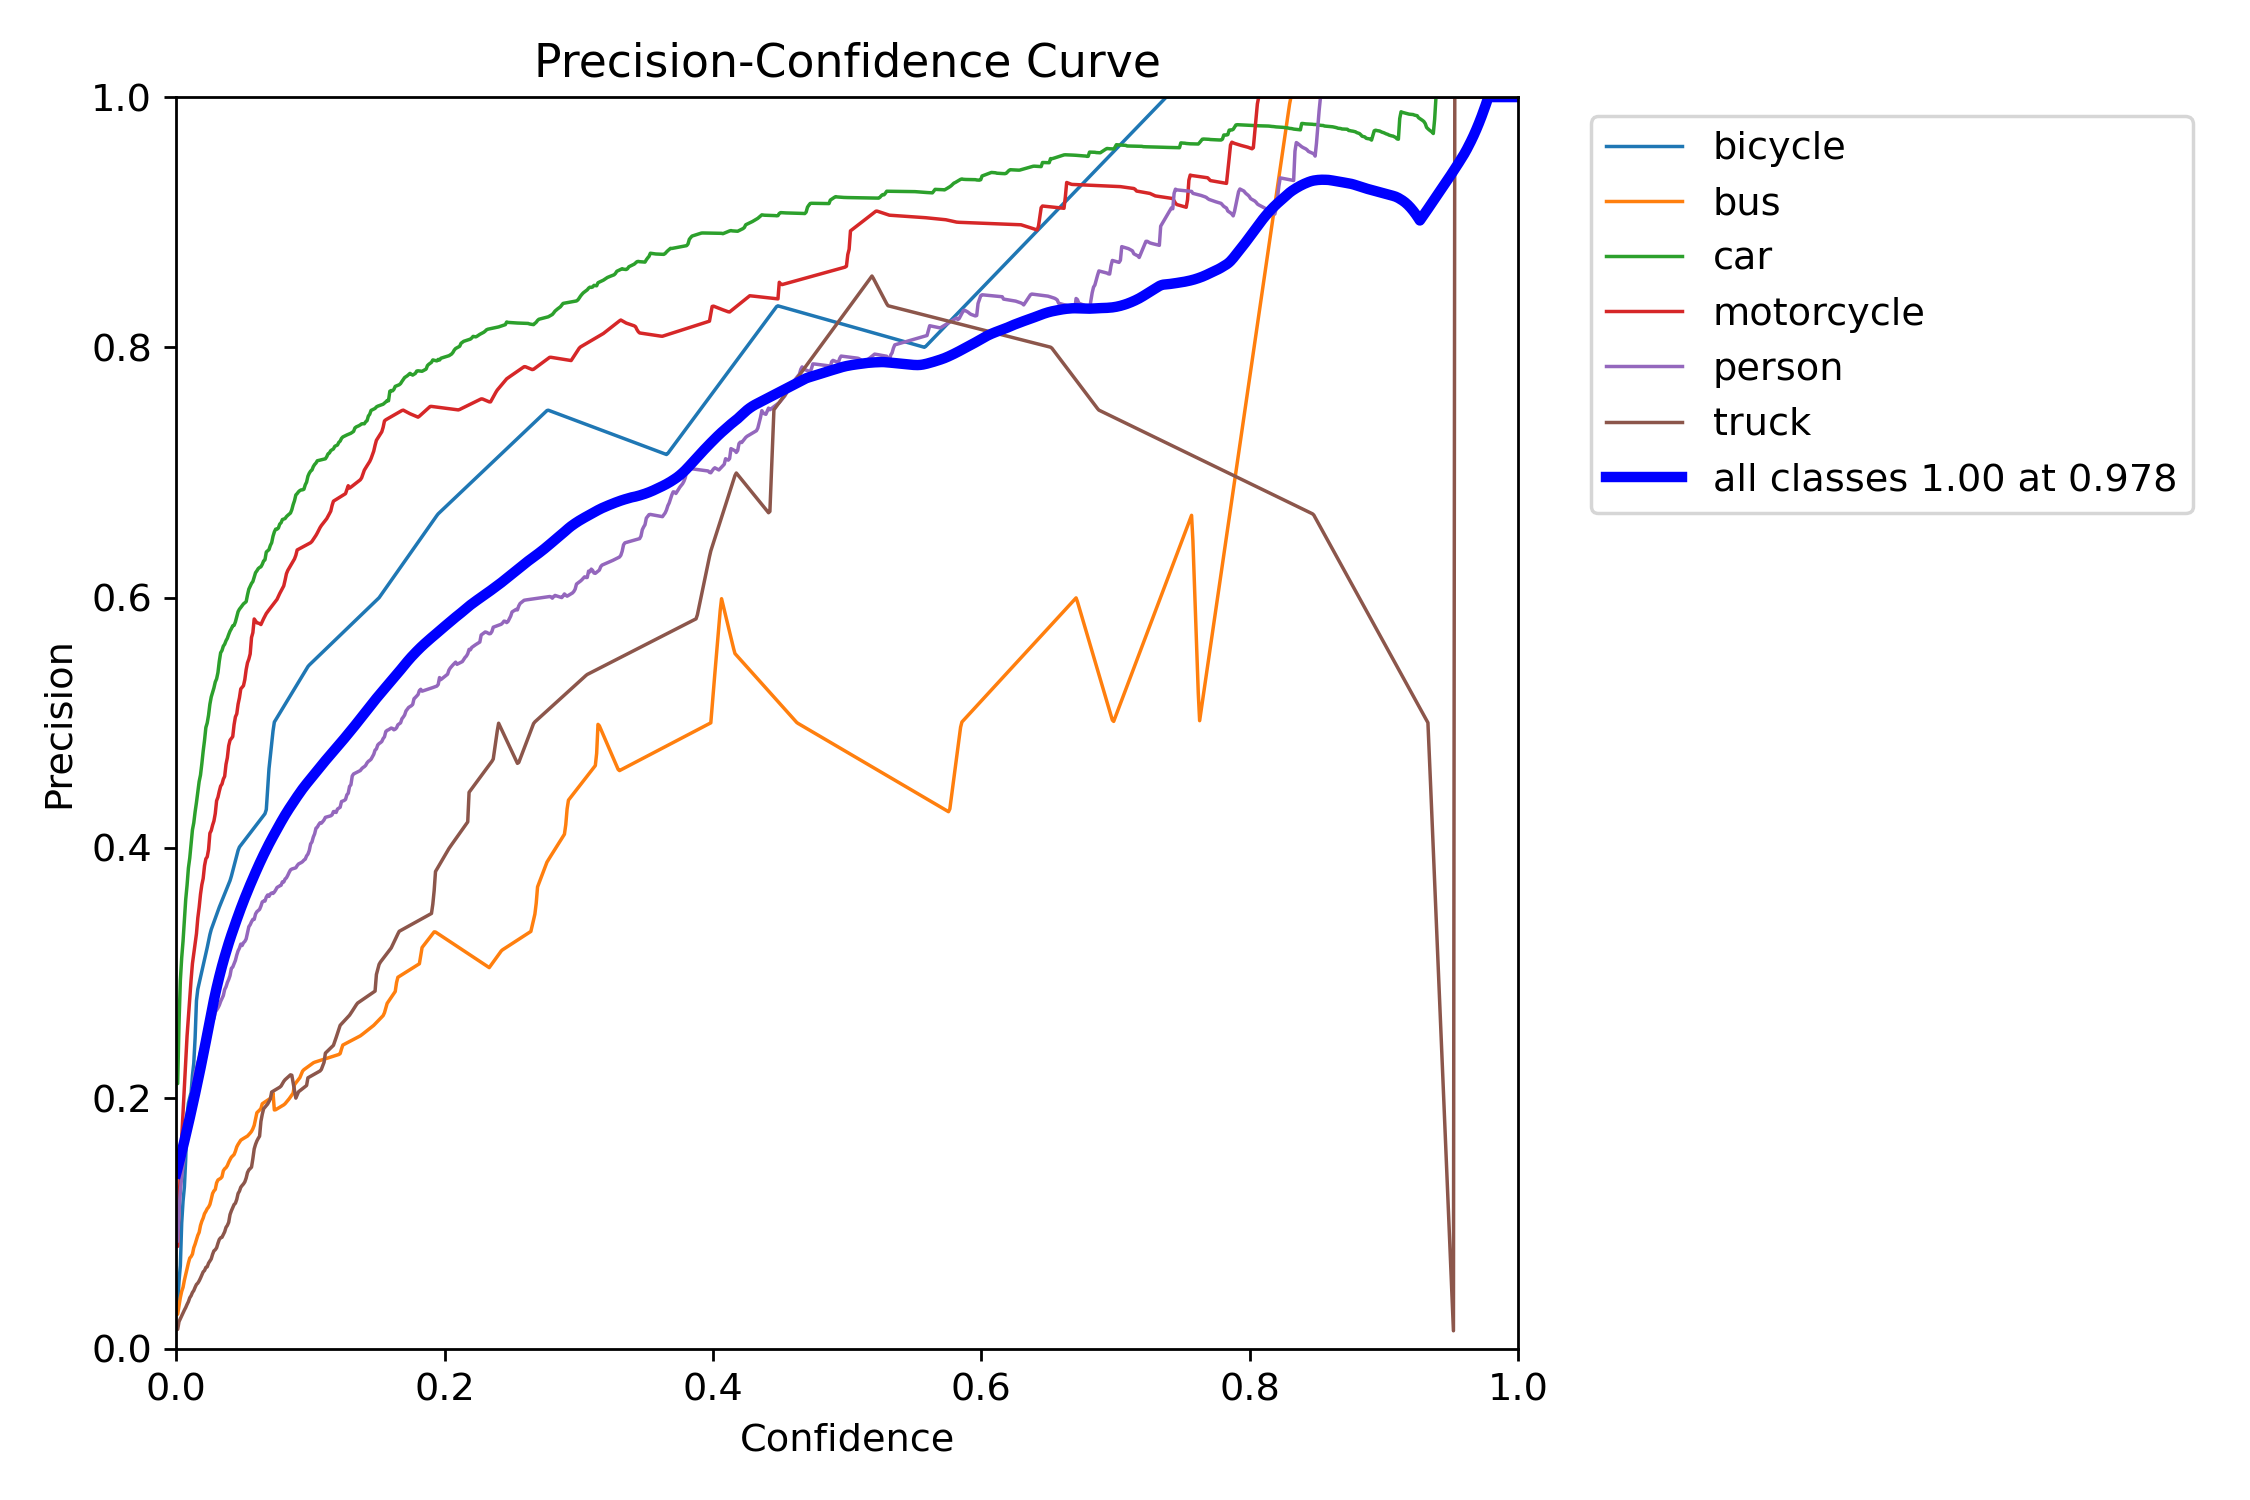 Precision-Confidence Curve
1.0
0.8
0.6
0.4
0.2
0.0
Precision
0.0 0.2 0.4 0.6 0.8 1.0
Confidence
bicycle
bus
car
motorcycle
person
truck
all classes 1.00 at 0.978